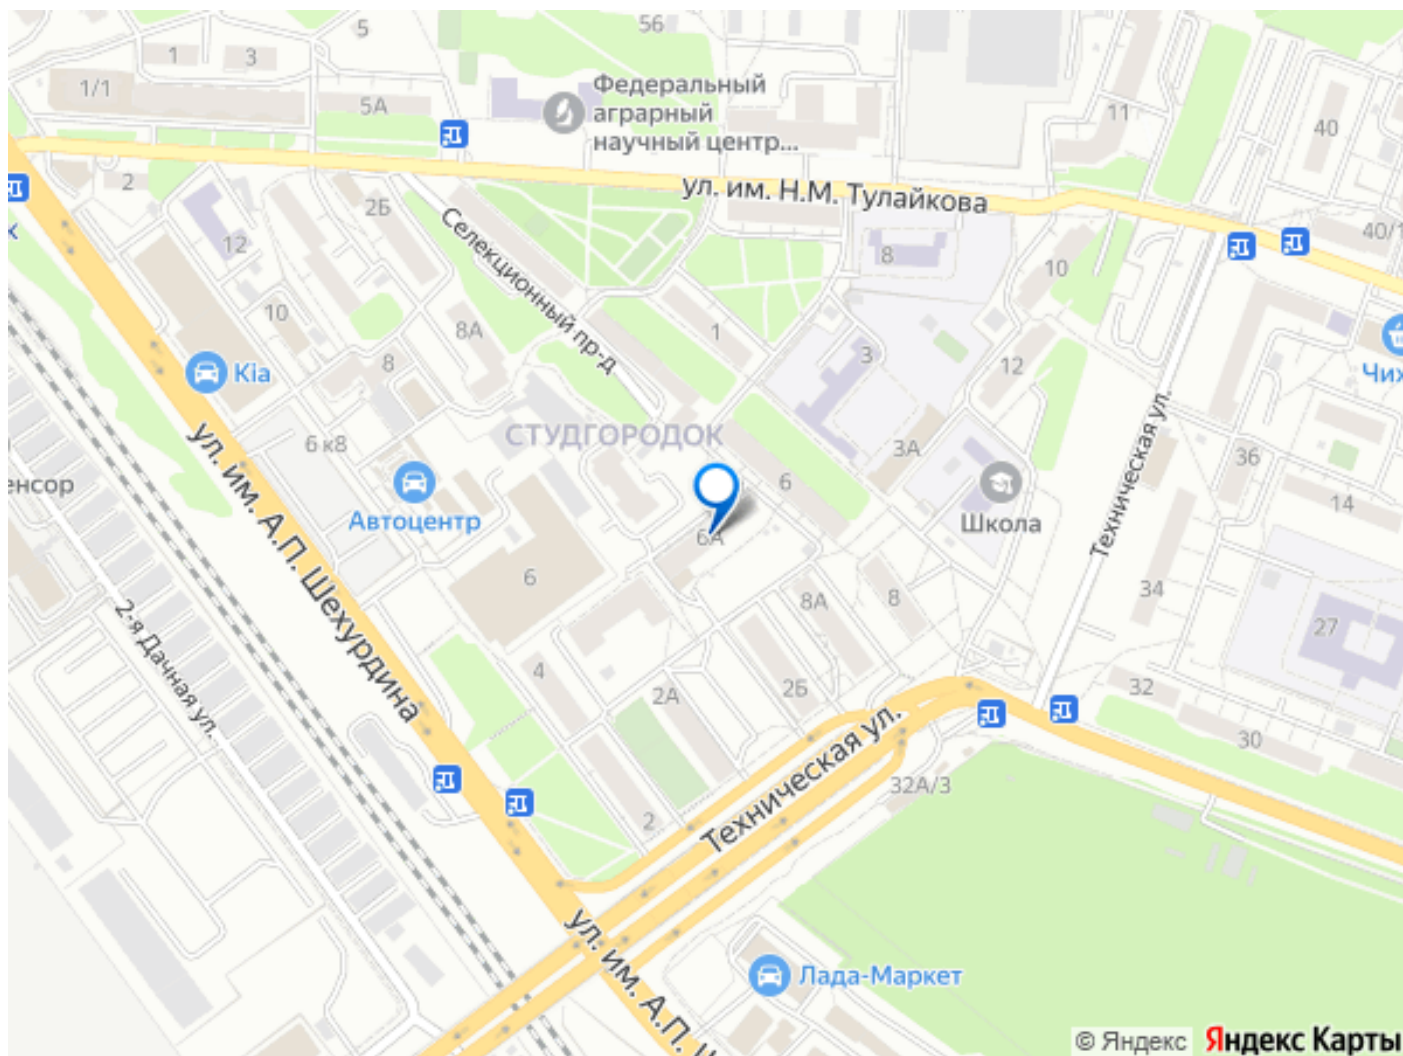 56
5
1
3
1/1
5А
Федеральный
аграрный
научный центр...
11
40
2
2Б
ул. им. Н.М. Тулайкова
12
Селекционный пр-д
8
10
40/1
10
8А
1
3
12
Kia
8
Чих
СТУДГОРОДОК
6 к8
3А
36
енсор
ул. им. А.П. Шехурдина
Автоцентр
6
Школа
14
Техническая ул.
6А
6
8А
8
34
27
2-я Дачная ул.
4
2А
2Б
32
30
Техническая ул.
32А/3
2
ул. им. А.П.
Лада-Маркет
© Яндекс Яндекс Карты